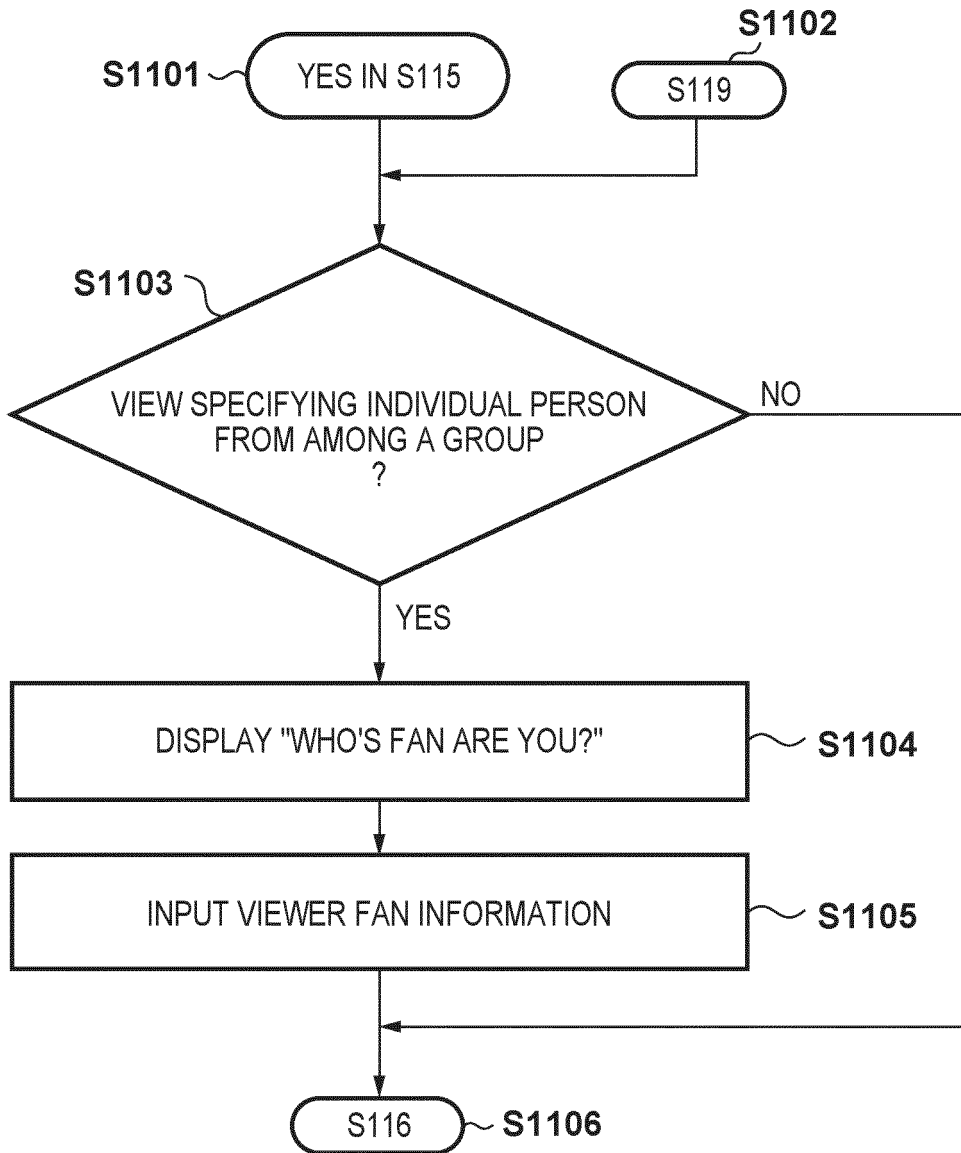 S1102
S1101
YES IN S115
S119
S1103
VIEW SPECIFYING INDIVIDUAL PERSON
FROM AMONG A GROUP
?
NO
YES
DISPLAY "WHO'S FAN ARE YOU?"
S1104
INPUT VIEWER FAN INFORMATION
S1105
S116
S1106